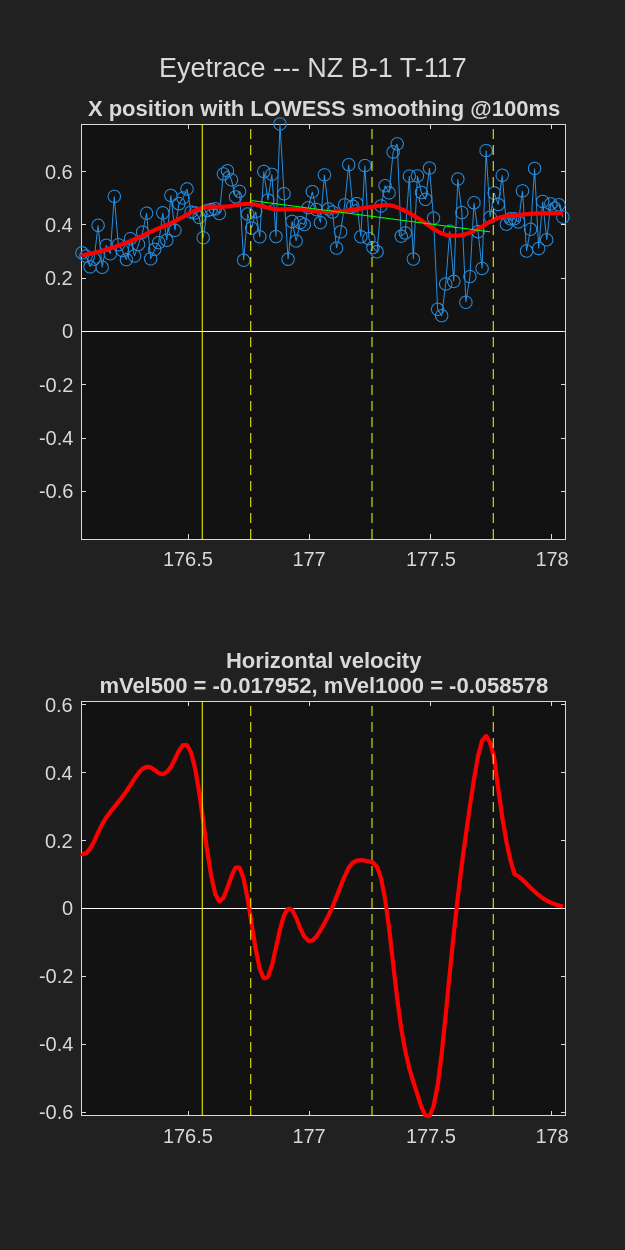 Eyetrace --- NZ B-1 T-117
X position with LOWESS smoothing @100ms
0.6
0.4
0.2
0
-0.2
-0.4
-0.6
176.5 177 177.5 178
Horizontal velocity
mVel500 = -0.017952, mVel1000 = -0.058578
0.6
0.4
0.2
0
-0.2
-0.4
-0.6
176.5 177 177.5 178